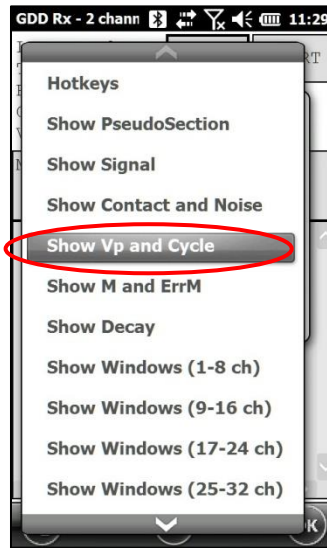 GDD Rx - 2 chann 11:29
RT
Hotkeys
Show PseudoSection
Show Signal
Show Contact and Noise
Show Vp and Cycle
Show M and ErrM
Show Decay
Show Windows (1-8 ch)
Show Windows (9-16 ch)
Show Windows (17-24 ch)
Show Windows (25-32 ch)